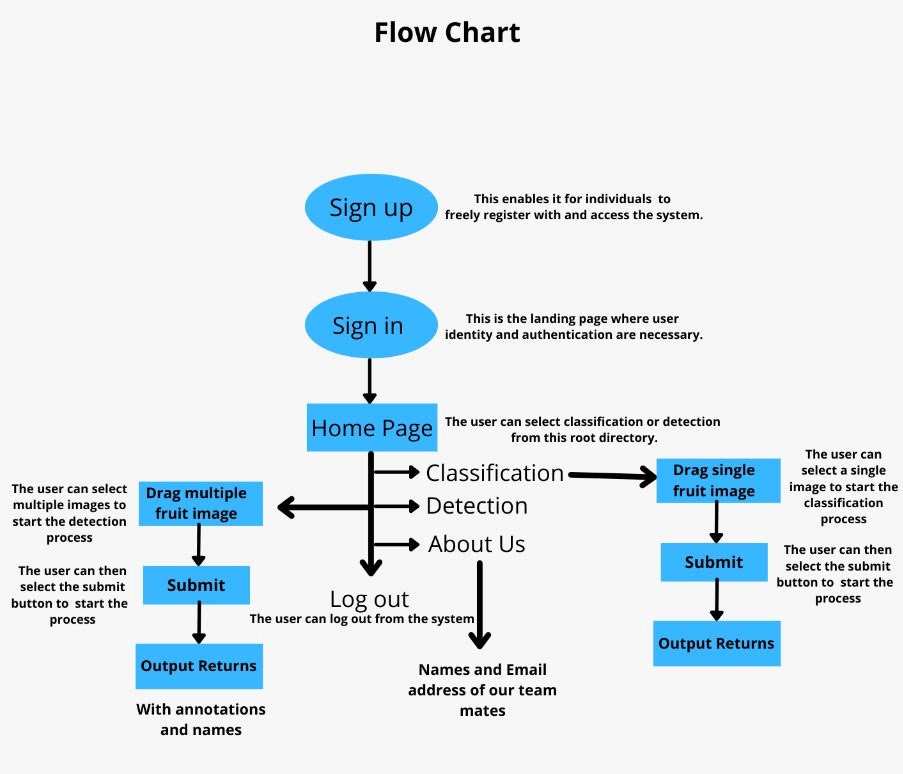 Flow Chart
Sign up
This enables it for individuals to
freely register with and access the system.
Sign in
This is the landing page where user
identity and authentication are necessary.
Home Page
The user can select classification or detection
from this root directory.
Classification
Detection
About Us
Log out
The user can log out from the system
Names and Email
address of our team
mates
The user can select
multiple images to
start the detection
process
Drag multiple
fruit image
The user can then
select the submit
button to start the
process
Submit
Output Returns
With annotations
and names
Drag single
fruit image
The user can
select a single
image to start the
classification
process
Submit
The user can then
select the submit
button to start the
process
Output Returns